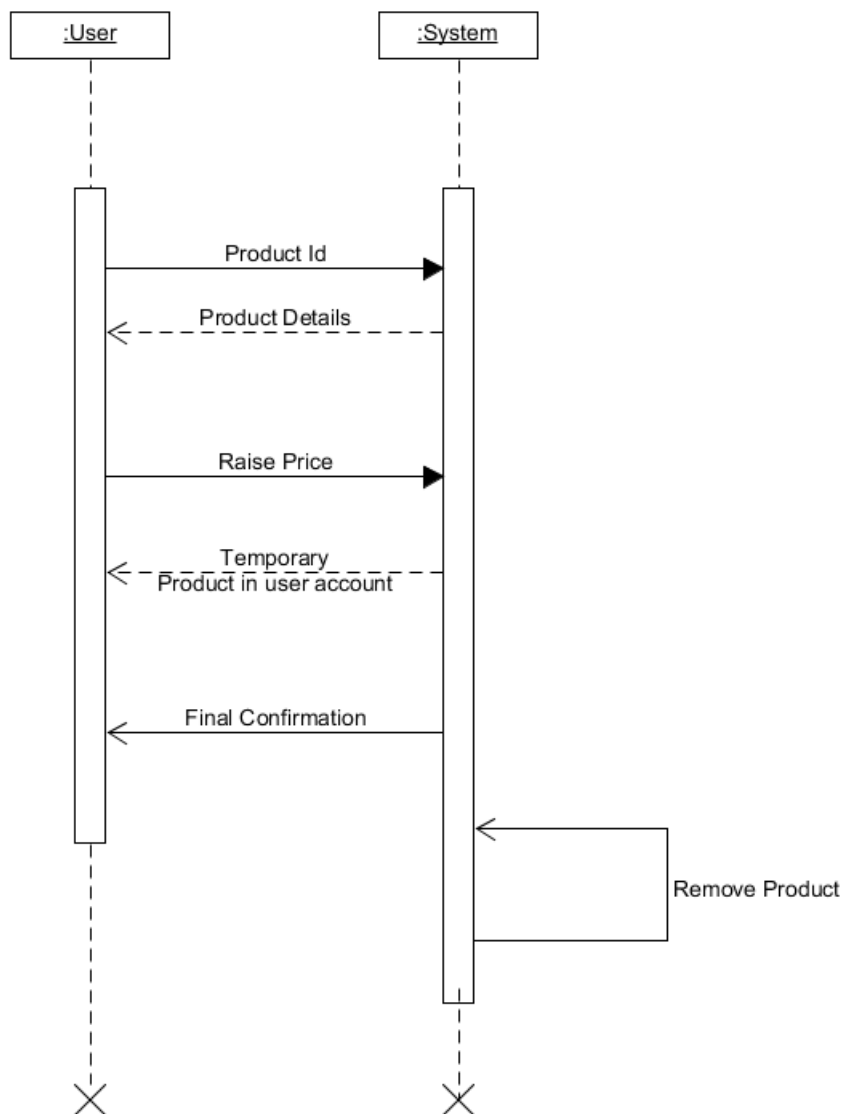 :User
:System
Product Id
Product Details
Raise Price
Temporary
Product in user account
Final Confirmation
Remove Product